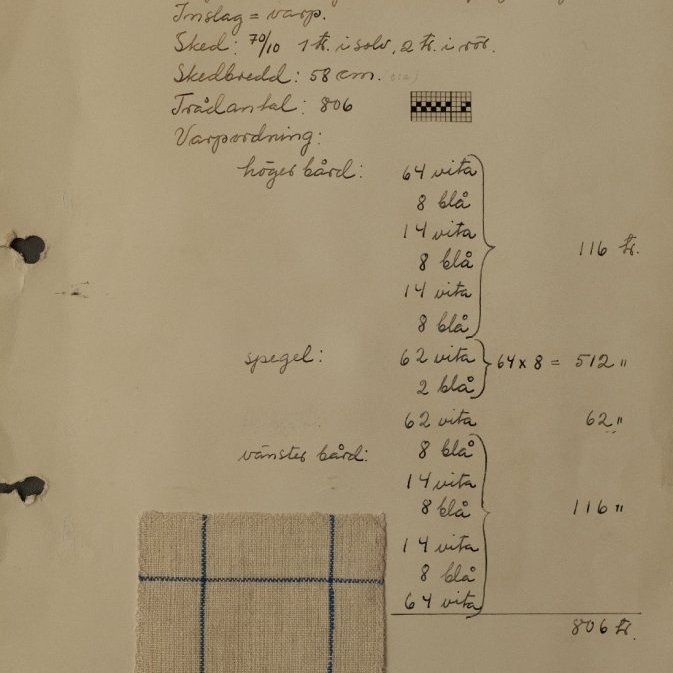 Inslag = varp.
Sked: 70/10 1 tr. i solv, 2 tr. i rör.
Skedbredd: 58 cm.
Trådantal: 806
Varpordning:
höger bård: 64 vita
8 blå
14 vita
8 blå 116 tr.
14 vita
8 blå
spegel: 62 vita 64 x 8 = 512 "
2 blå
62 vita 62 "
vänster bård: 8 blå
14 vita
8 blå 116 "
14 vita
8 blå
64 vita
806 tr.